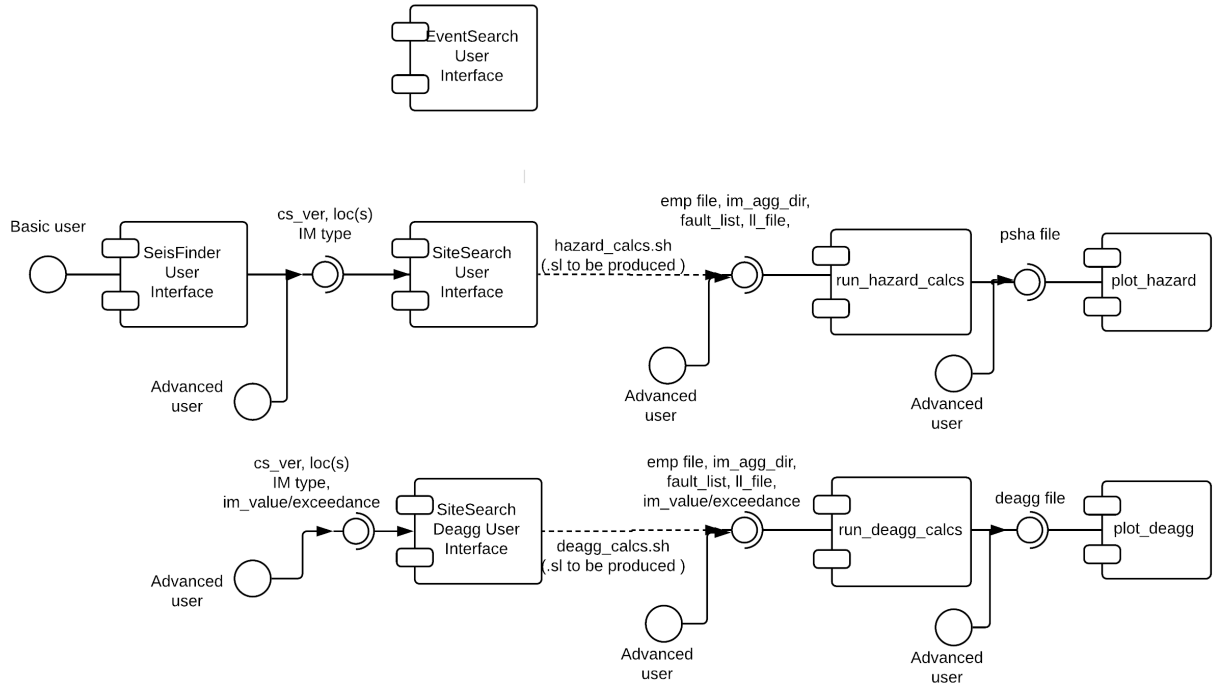 EventSearch
User
Interface
Basic user
SeisFinder
User
Interface
cs_ver, loc(s)
IM type
SiteSearch
User
Interface
hazard_calcs.sh
(.sl to be produced )
emp file, im_agg_dir,
fault_list, ll_file,
run_hazard_calcs
psha file
plot_hazard
Advanced
user
Advanced
user
Advanced
user
cs_ver, loc(s)
IM type,
im_value/exceedance
SiteSearch
Deagg User
Interface
deagg_calcs.sh
(.sl to be produced )
emp file, im_agg_dir,
fault_list, ll_file,
im_value/exceedance
run_deagg_calcs
deagg file
plot_deagg
Advanced
user
Advanced
user
Advanced
user